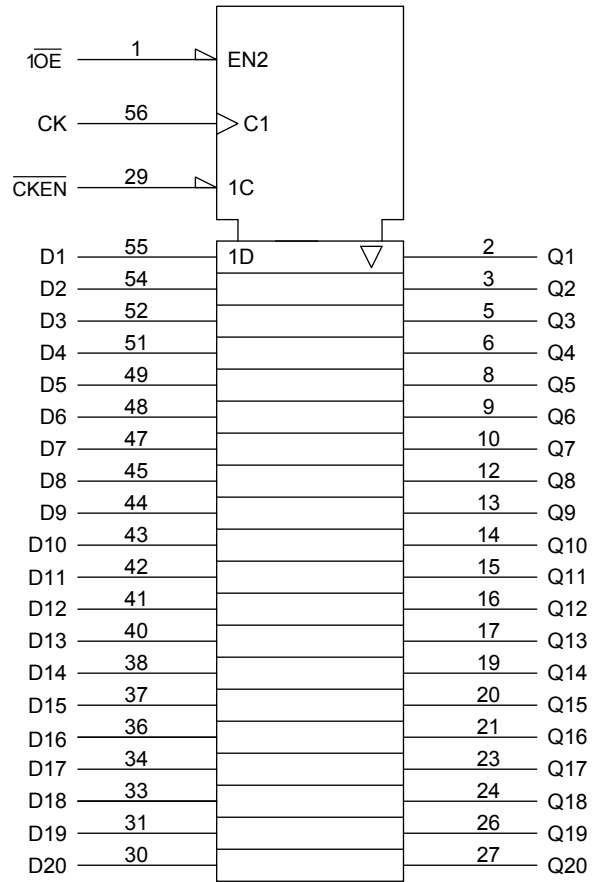 1O̅E̅ 1 EN2
CK 56 C1
C̅K̅E̅N̅ 29 1C
D1 55 1D 2 Q1
D2 54 3 Q2
D3 52 5 Q3
D4 51 6 Q4
D5 49 8 Q5
D6 48 9 Q6
D7 47 10 Q7
D8 45 12 Q8
D9 44 13 Q9
D10 43 14 Q10
D11 42 15 Q11
D12 41 16 Q12
D13 40 17 Q13
D14 38 19 Q14
D15 37 20 Q15
D16 36 21 Q16
D17 34 23 Q17
D18 33 24 Q18
D19 31 26 Q19
D20 30 27 Q20